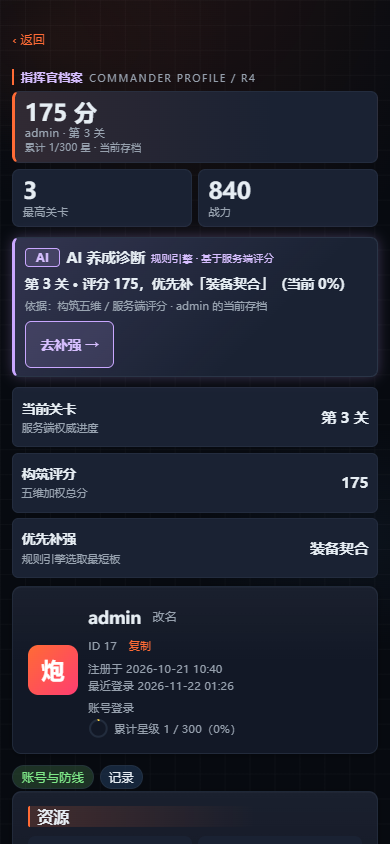 ‹ 返回
指挥官档案 COMMANDER PROFILE / R4
175 分
admin · 第 3 关
累计 1/300 星 · 当前存档
3
最高关卡
840
战力
AI AI 养成诊断 规则引擎 · 基于服务端评分
第 3 关 • 评分 175，优先补「装备契合」（当前 0%）
依据：构筑五维 / 服务端评分 · admin 的当前存档
去补强 →
当前关卡
服务端权威进度
第 3 关
构筑评分
五维加权总分
175
优先补强
规则引擎选取最短板
装备契合
炮
admin 改名
ID 17 复制
注册于 2026-10-21 10:40
最近登录 2026-11-22 01:26
账号登录
累计星级 1 / 300（0%）
账号与防线 记录
资源